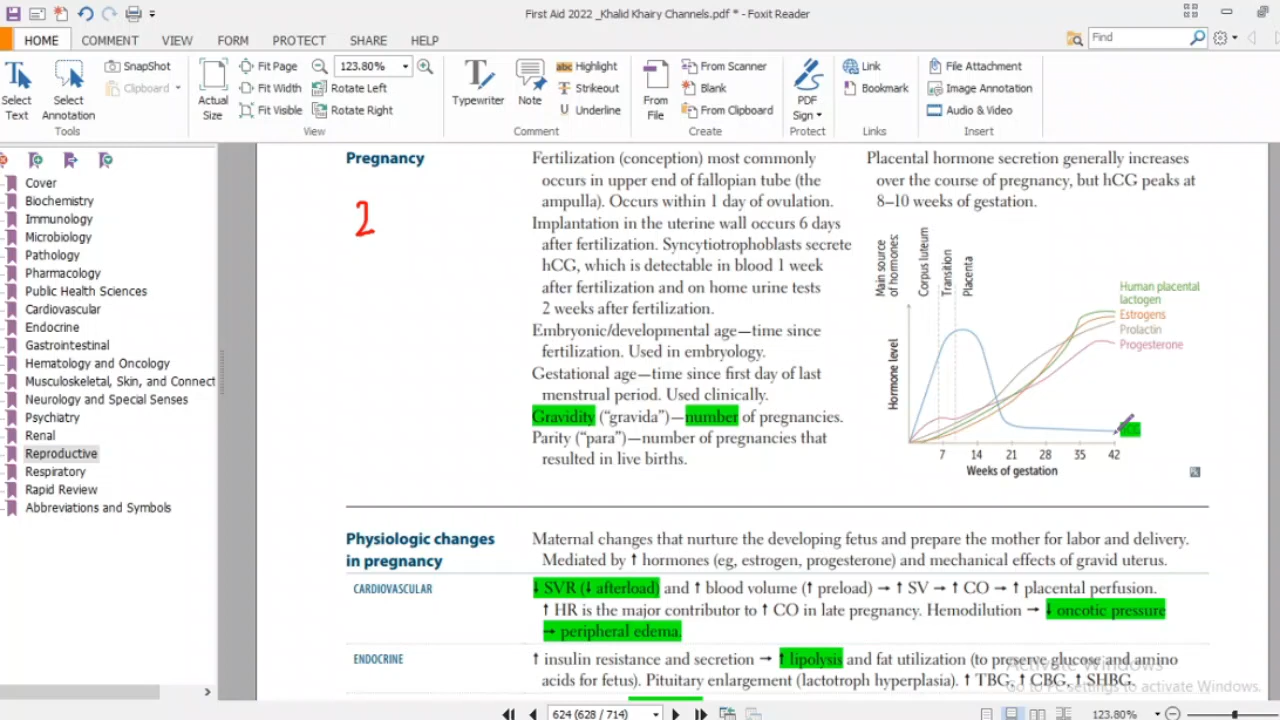 First Aid 2022 _Khalid Khairy Channels.pdf * - Foxit Reader
HOME COMMENT VIEW FORM PROTECT SHARE HELP
Find
Select Text
Select Annotation
SnapShot
Clipboard
Tools
Actual Size
Fit Page
Fit Width
Fit Visible
123.80%
Rotate Left
Rotate Right
View
Typewriter
Note
Highlight
Strikeout
Underline
Comment
From File
From Scanner
Blank
From Clipboard
Create
PDF Sign
Protect
Link
Bookmark
Links
File Attachment
Image Annotation
Audio & Video
Insert
Cover
Biochemistry
Immunology
Microbiology
Pathology
Pharmacology
Public Health Sciences
Cardiovascular
Endocrine
Gastrointestinal
Hematology and Oncology
Musculoskeletal, Skin, and Connect
Neurology and Special Senses
Psychiatry
Renal
Reproductive
Respiratory
Rapid Review
Abbreviations and Symbols
Pregnancy
2
Fertilization (conception) most commonly
occurs in upper end of fallopian tube (the
ampulla). Occurs within 1 day of ovulation.
Implantation in the uterine wall occurs 6 days
after fertilization. Syncytiotrophoblasts secrete
hCG, which is detectable in blood 1 week
after fertilization and on home urine tests
2 weeks after fertilization.
Embryonic/developmental age—time since
fertilization. Used in embryology.
Gestational age—time since first day of last
menstrual period. Used clinically.
Gravidity (“gravida”)—number of pregnancies.
Parity (“para”)—number of pregnancies that
resulted in live births.
Placental hormone secretion generally increases
over the course of pregnancy, but hCG peaks at
8–10 weeks of gestation.
Main source
of hormones:
Corpus luteum
Transition
Placenta
Hormone level
Human placental
lactogen
Estrogens
Prolactin
Progesterone
7 14 21 28 35 42
Weeks of gestation
Physiologic changes
in pregnancy
Maternal changes that nurture the developing fetus and prepare the mother for labor and delivery.
Mediated by ↑ hormones (eg, estrogen, progesterone) and mechanical effects of gravid uterus.
CARDIOVASCULAR
↓ SVR (↓ afterload) and ↑ blood volume (↑ preload) → ↑ SV → ↑ CO → ↑ placental perfusion.
↑ HR is the major contributor to ↑ CO in late pregnancy. Hemodilution → ↓ oncotic pressure
→ peripheral edema.
ENDOCRINE
↑ insulin resistance and secretion → ↑ lipolysis and fat utilization (to preserve glucose and amino
acids for fetus). Pituitary enlargement (lactotroph hyperplasia). ↑ TBG, ↑ CBG, ↑ SHBG.
Activate Windows
Go to PC settings to activate Windows.
624 (628 / 714)
123.80%